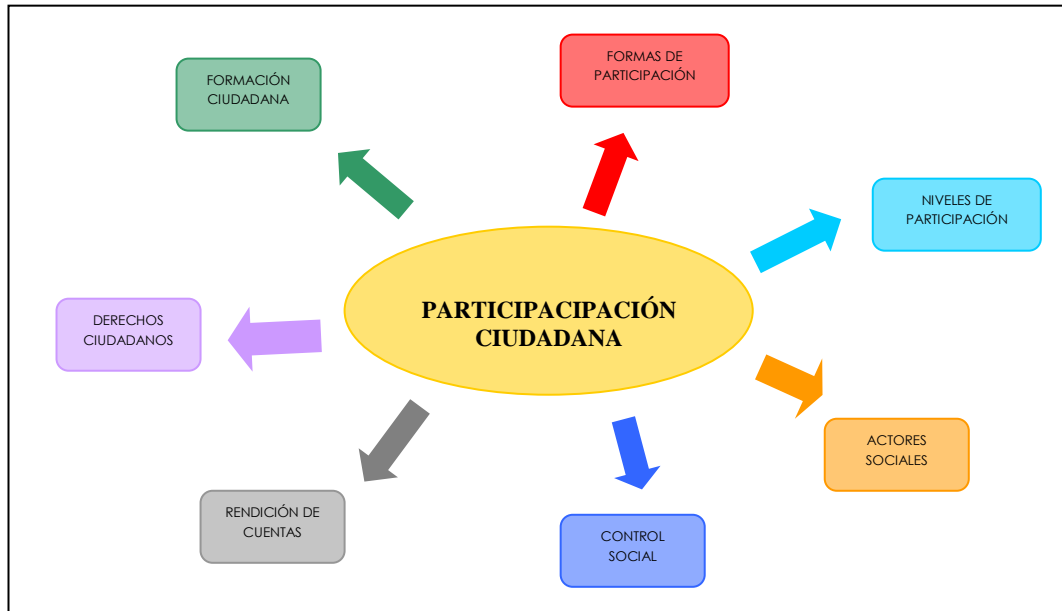 FORMAS DE
PARTICIPACIÓN
FORMACIÓN
CIUDADANA
NIVELES DE
PARTICIPACIÓN
PARTICIPACIPACIÓN
CIUDADANA
DERECHOS
CIUDADANOS
ACTORES
SOCIALES
RENDICIÓN DE
CUENTAS
CONTROL
SOCIAL